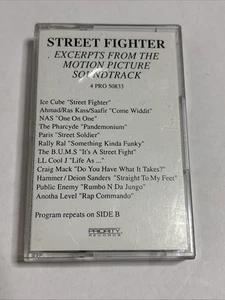 STREET FIGHTER
EXCERPTS FROM THE
MOTION PICTURE
SOUNDTRACK
4 PRO 50833
Ice Cube "Street Fighter"
Ahmad/Ras Kass/Saafir "Come Widdit"
NAS "One On One"
The Pharcyde "Pandemonium"
Paris "Street Soldier"
Rally Ral "Something Kinda Funky"
The B.U.M.S "It's A Street Fight"
LL Cool J "Life As ..."
Craig Mack "Do You Have What It Takes?"
Hammer / Deion Sanders "Straight To My Feet"
Public Enemy "Rumbo N Da Jungo"
Anotha Level "Rap Commando"
Program repeats on SIDE B
PRIORITY
RECORDS